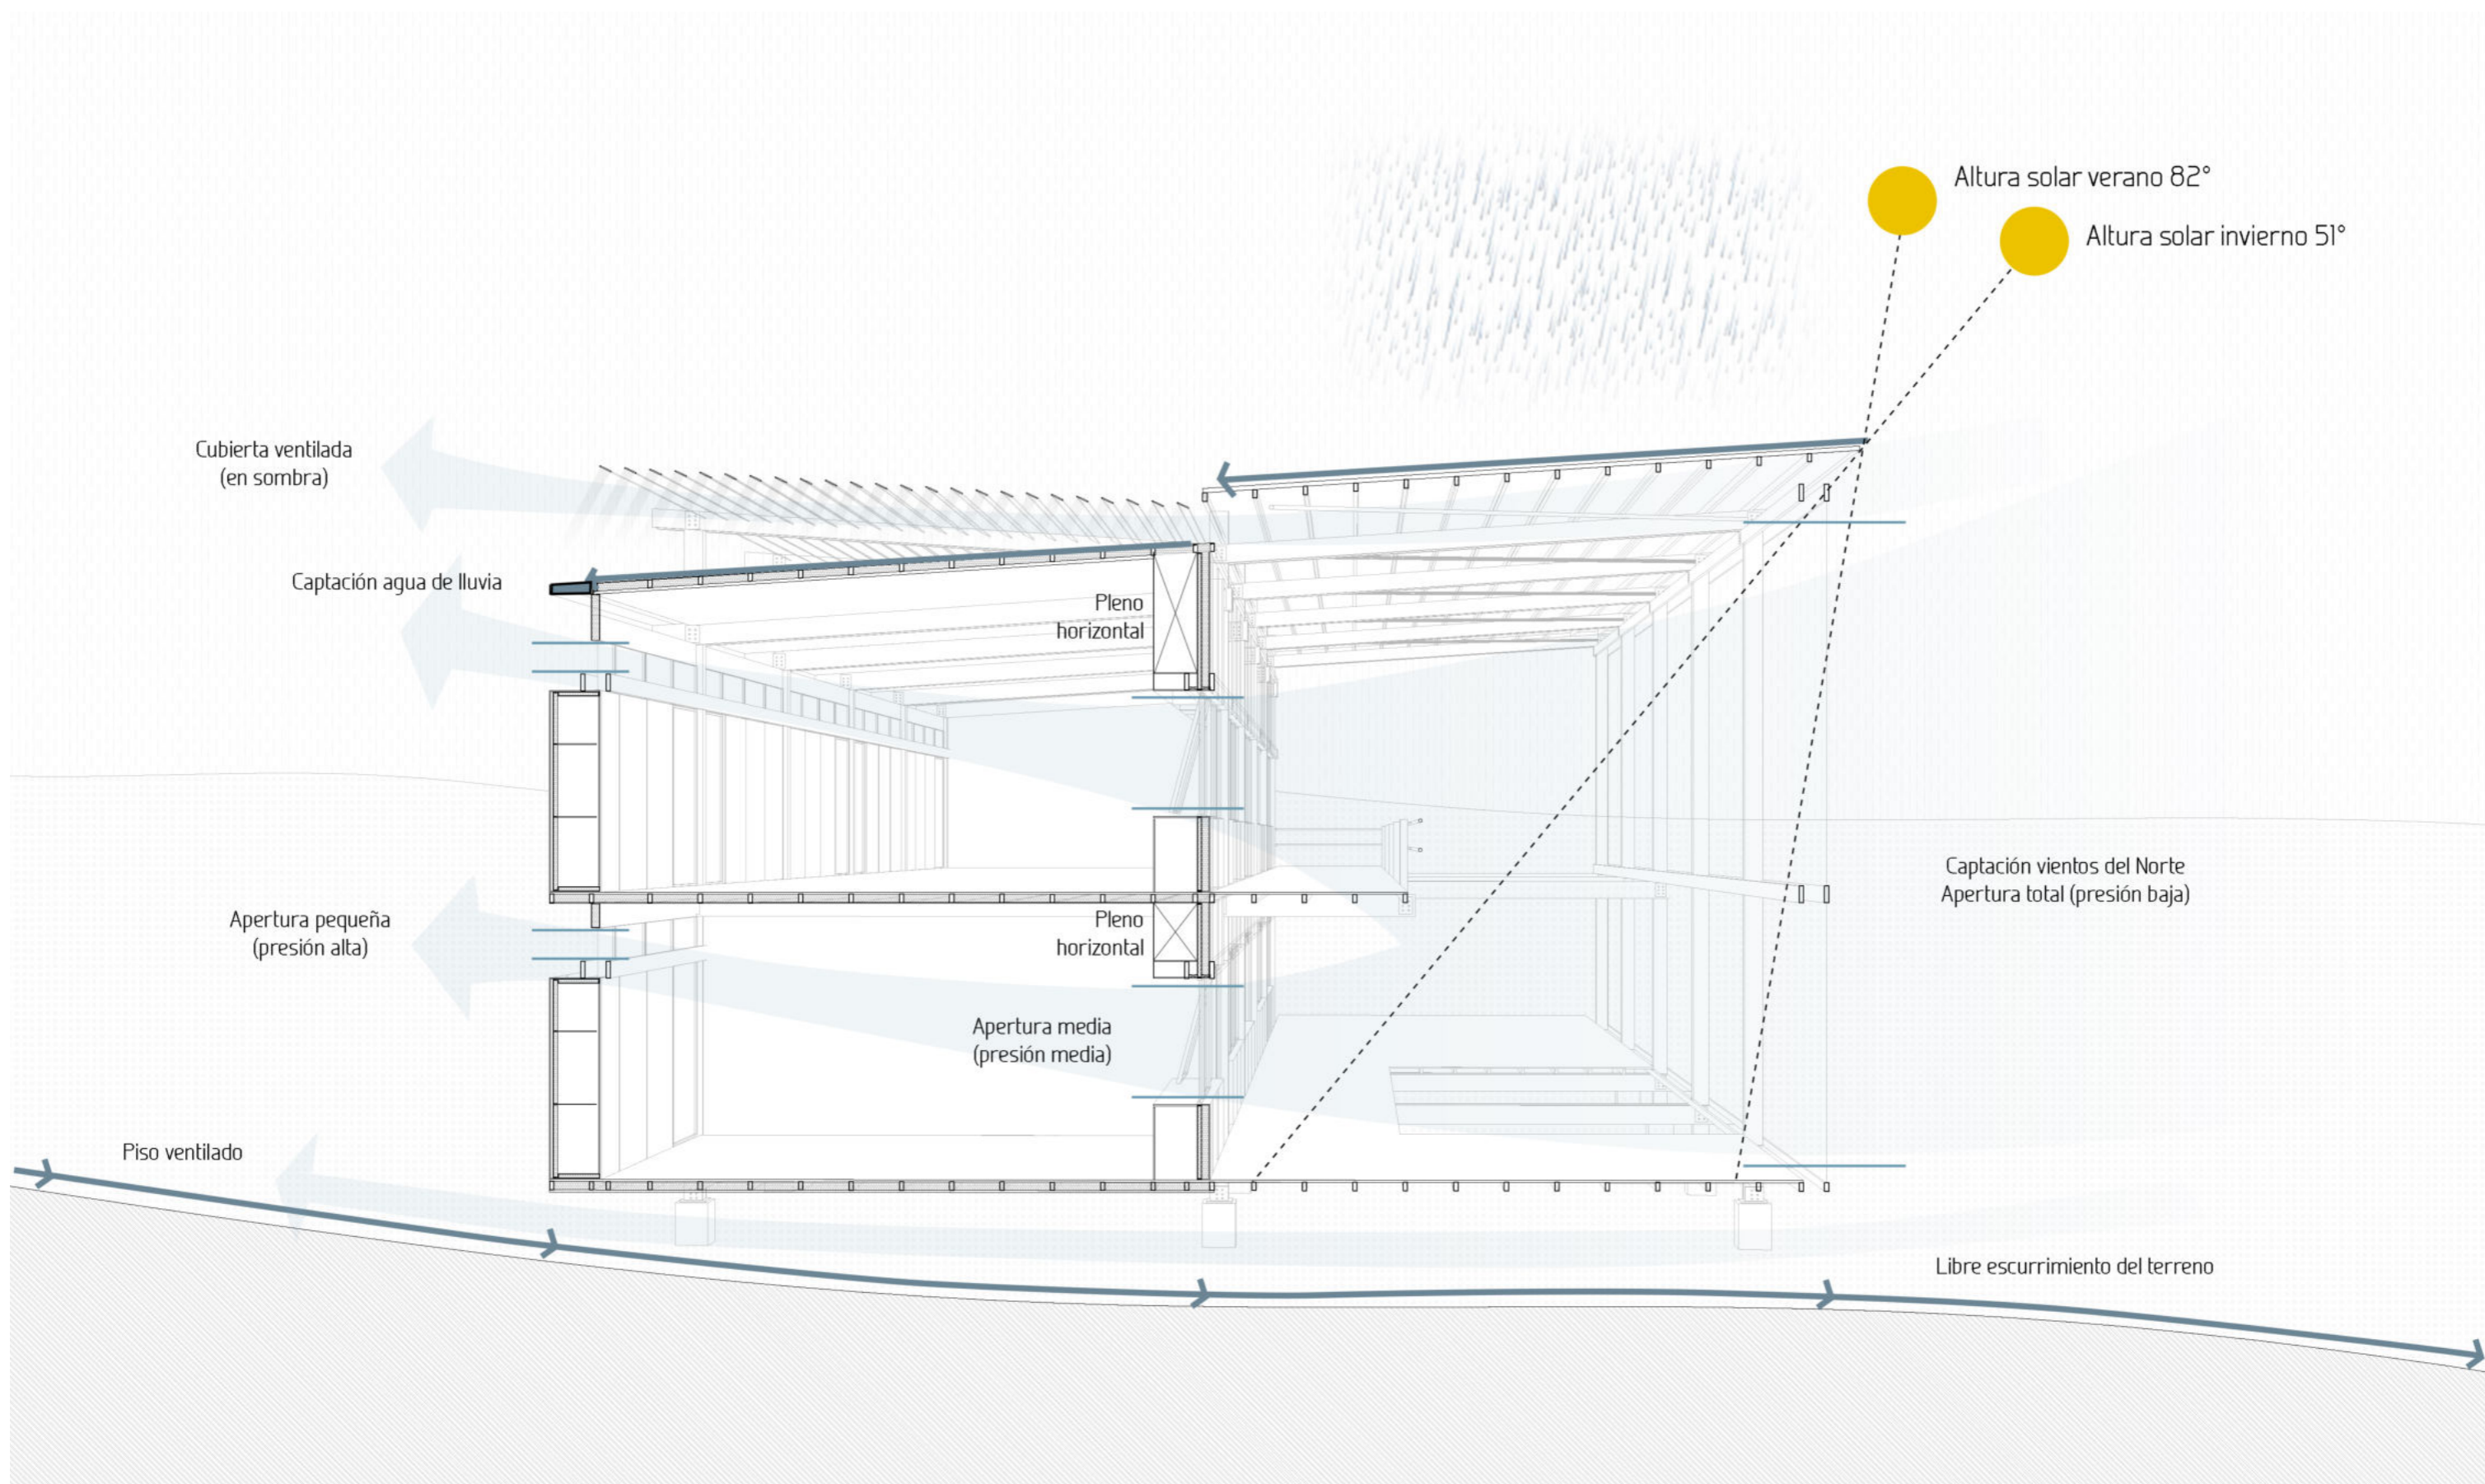 Altura solar verano 82°
Altura solar invierno 51°
Cubierta ventilada
(en sombra)
Captación agua de lluvia
Pleno
horizontal
Captación vientos del Norte
Apertura total (presión baja)
Apertura pequeña
(presión alta)
Pleno
horizontal
Apertura media
(presión media)
Piso ventilado
Libre escurrimiento del terreno